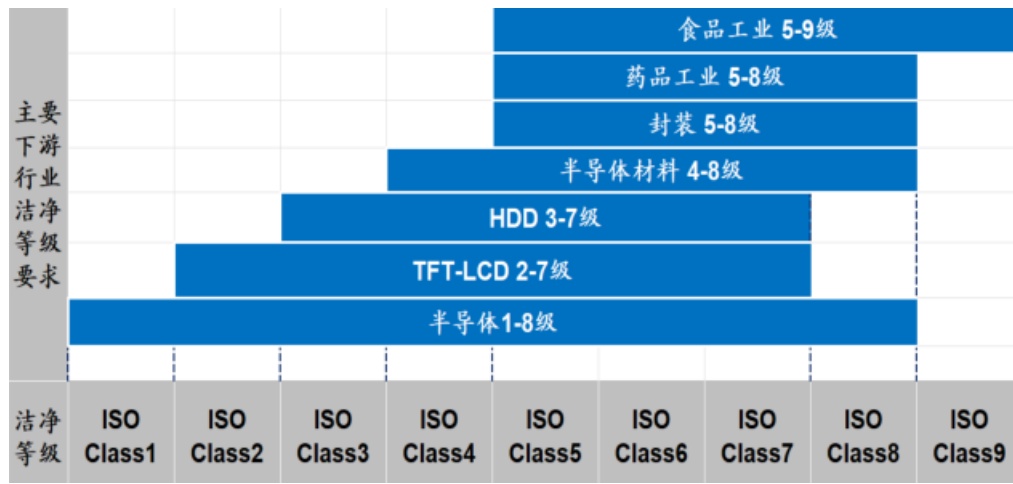 主要
下游
行业
洁净
等级
要求
食品工业 5-9级
药品工业 5-8级
封装 5-8级
半导体材料 4-8级
HDD 3-7级
TFT-LCD 2-7级
半导体1-8级
洁净
等级
ISO
Class1
ISO
Class2
ISO
Class3
ISO
Class4
ISO
Class5
ISO
Class6
ISO
Class7
ISO
Class8
ISO
Class9